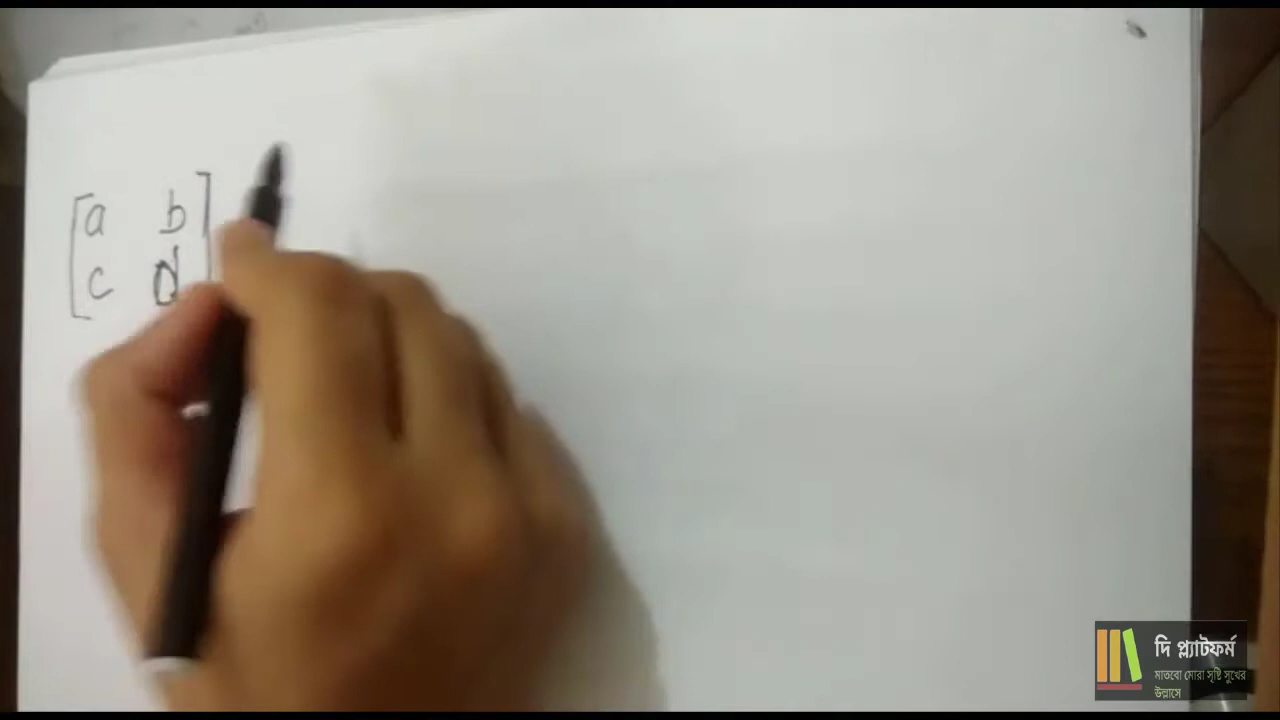 [a b]
[c d]
দি প্ল্যাটফর্ম
মাতবো মোরা সৃষ্টি সুখের
উল্লাসে